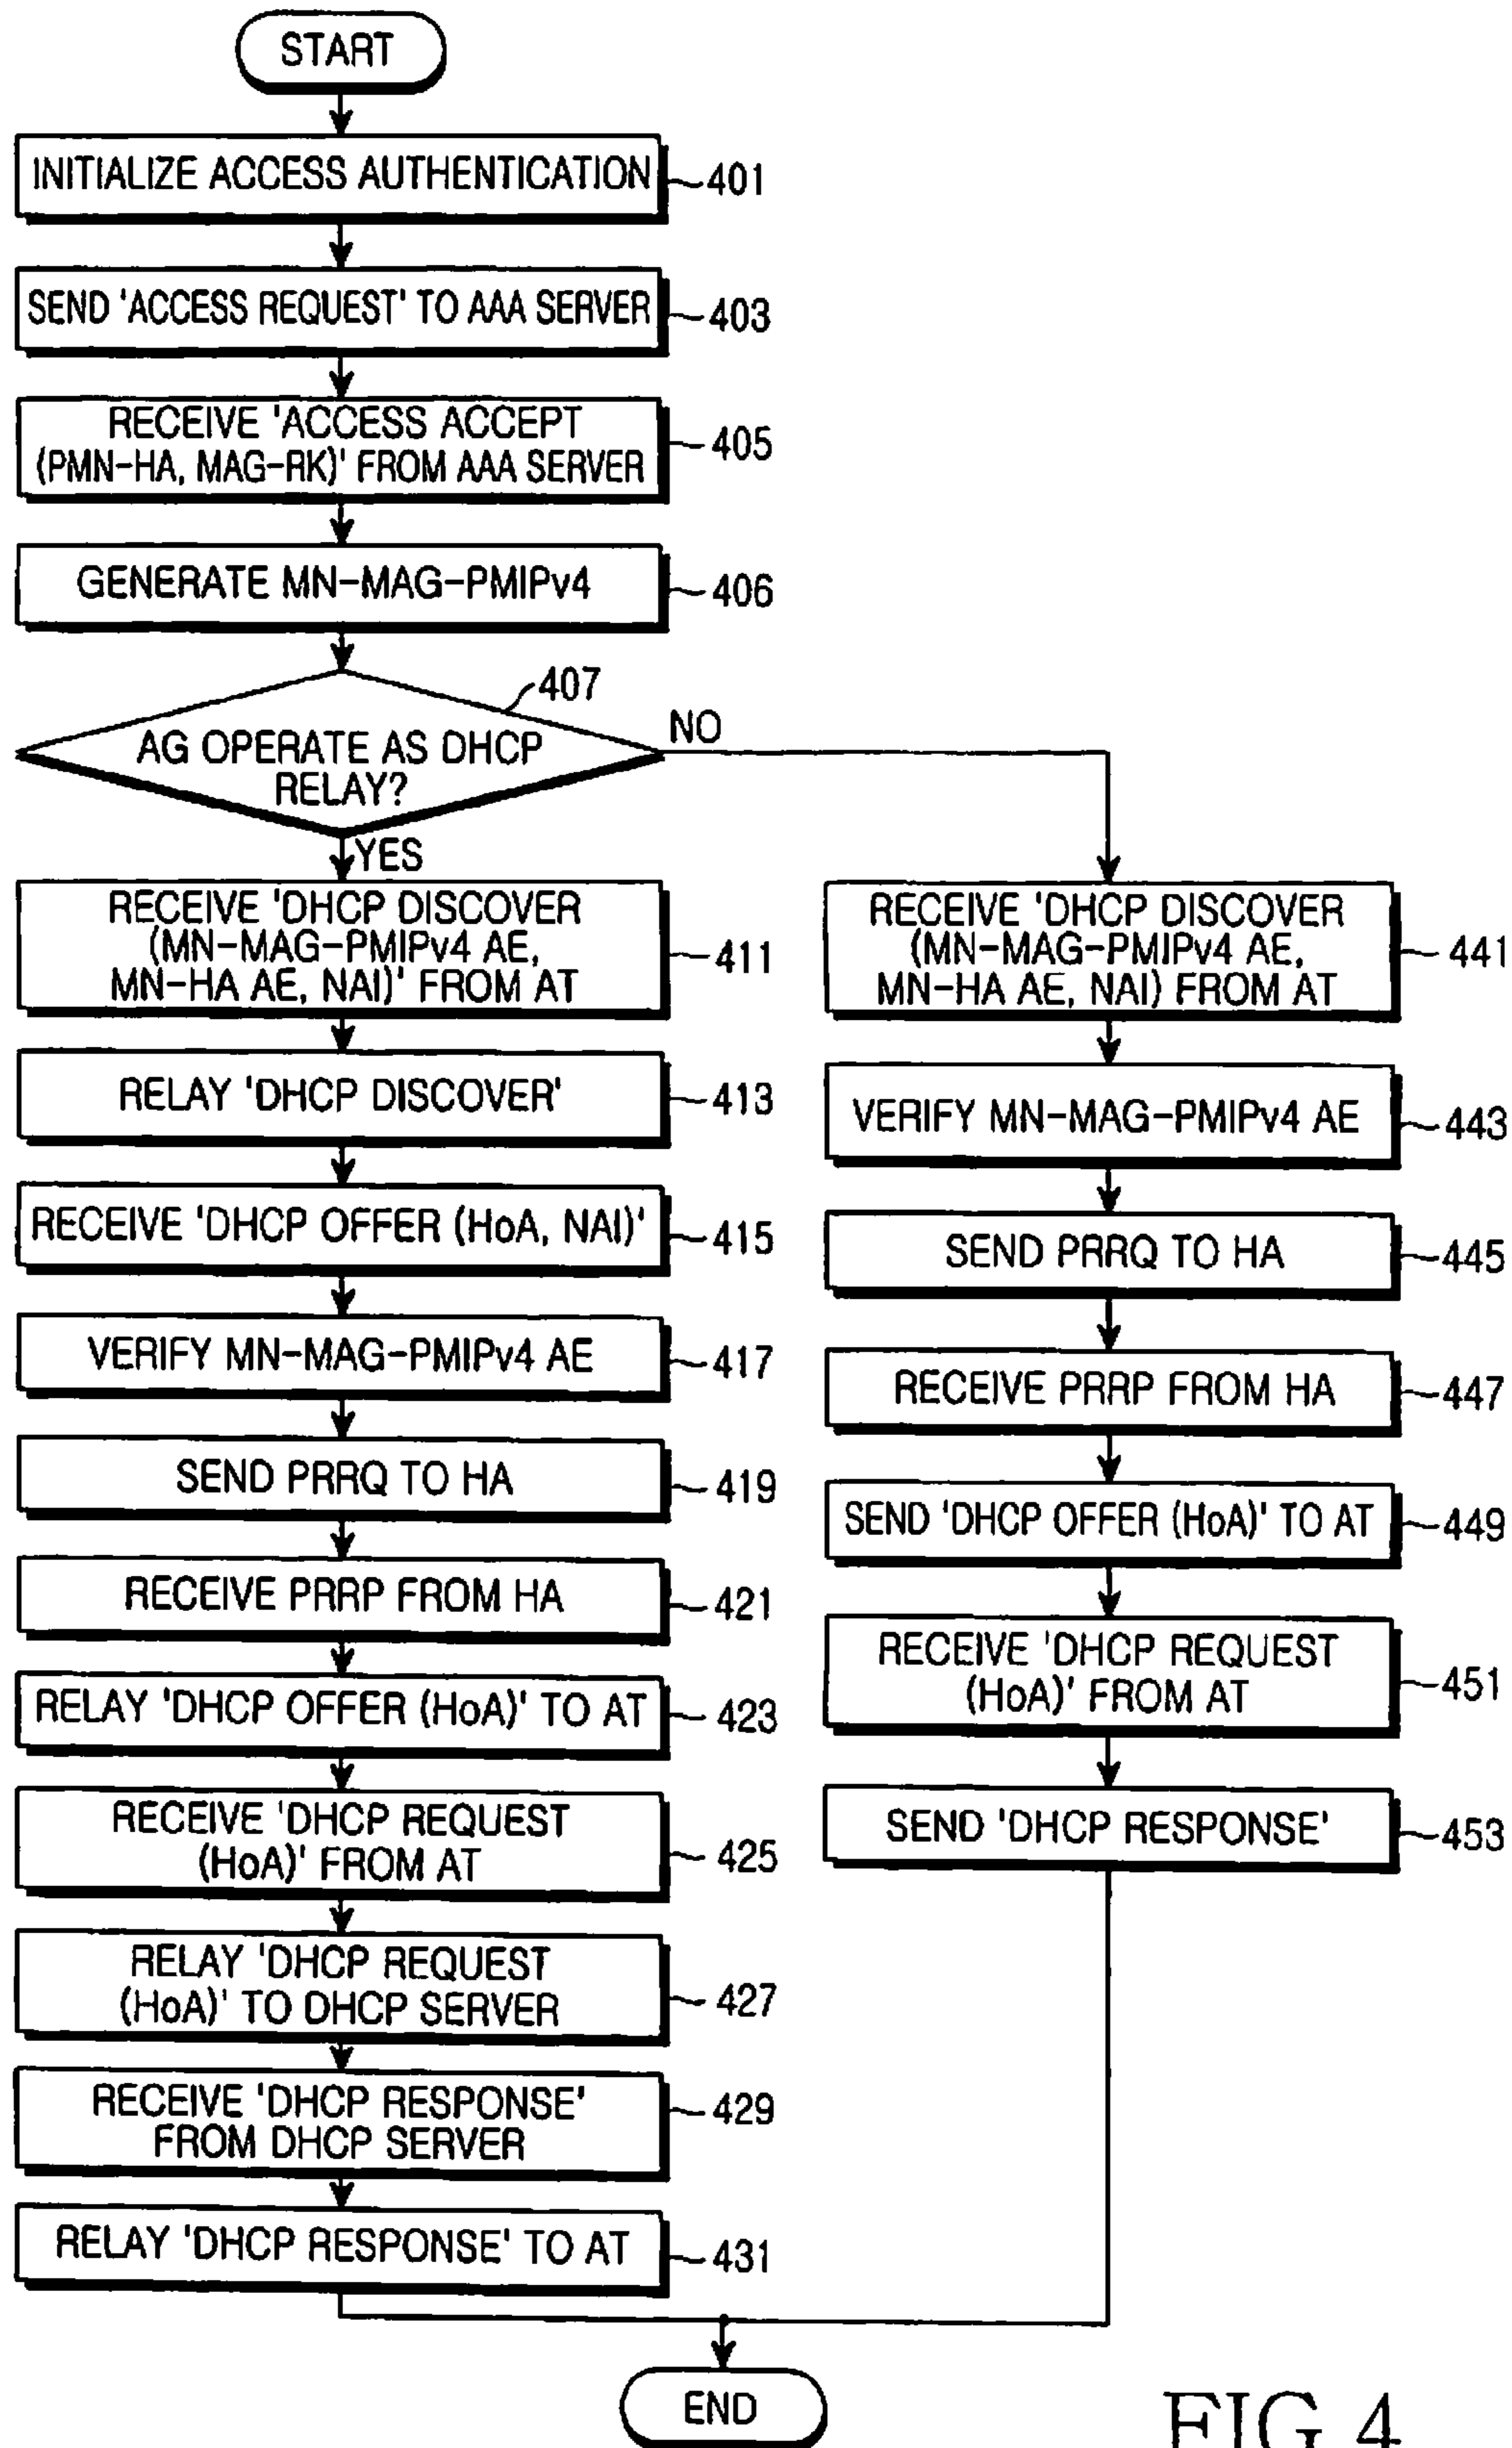 START
INITIALIZE ACCESS AUTHENTICATION
401
SEND 'ACCESS REQUEST' TO AAA SERVER
403
RECEIVE 'ACCESS ACCEPT
(PMN-HA, MAG-RK)' FROM AAA SERVER
405
GENERATE MN-MAG-PMIPv4
406
407
AG OPERATE AS DHCP
RELAY?
NO
YES
RECEIVE 'DHCP DISCOVER
(MN-MAG-PMIPv4 AE,
MN-HA AE, NAI)' FROM AT
411
RELAY 'DHCP DISCOVER'
413
RECEIVE 'DHCP OFFER (HoA, NAI)'
415
VERIFY MN-MAG-PMIPv4 AE
417
SEND PRRQ TO HA
419
RECEIVE PRRP FROM HA
421
RELAY 'DHCP OFFER (HoA)' TO AT
423
RECEIVE 'DHCP REQUEST
(HoA)' FROM AT
425
RELAY 'DHCP REQUEST
(HoA)' TO DHCP SERVER
427
RECEIVE 'DHCP RESPONSE'
FROM DHCP SERVER
429
RELAY 'DHCP RESPONSE' TO AT
431
RECEIVE 'DHCP DISCOVER
(MN-MAG-PMIPv4 AE,
MN-HA AE, NAI) FROM AT
441
VERIFY MN-MAG-PMIPv4 AE
443
SEND PRRQ TO HA
445
RECEIVE PRRP FROM HA
447
SEND 'DHCP OFFER (HoA)' TO AT
449
RECEIVE 'DHCP REQUEST
(HoA)' FROM AT
451
SEND 'DHCP RESPONSE'
453
END
FIG.4